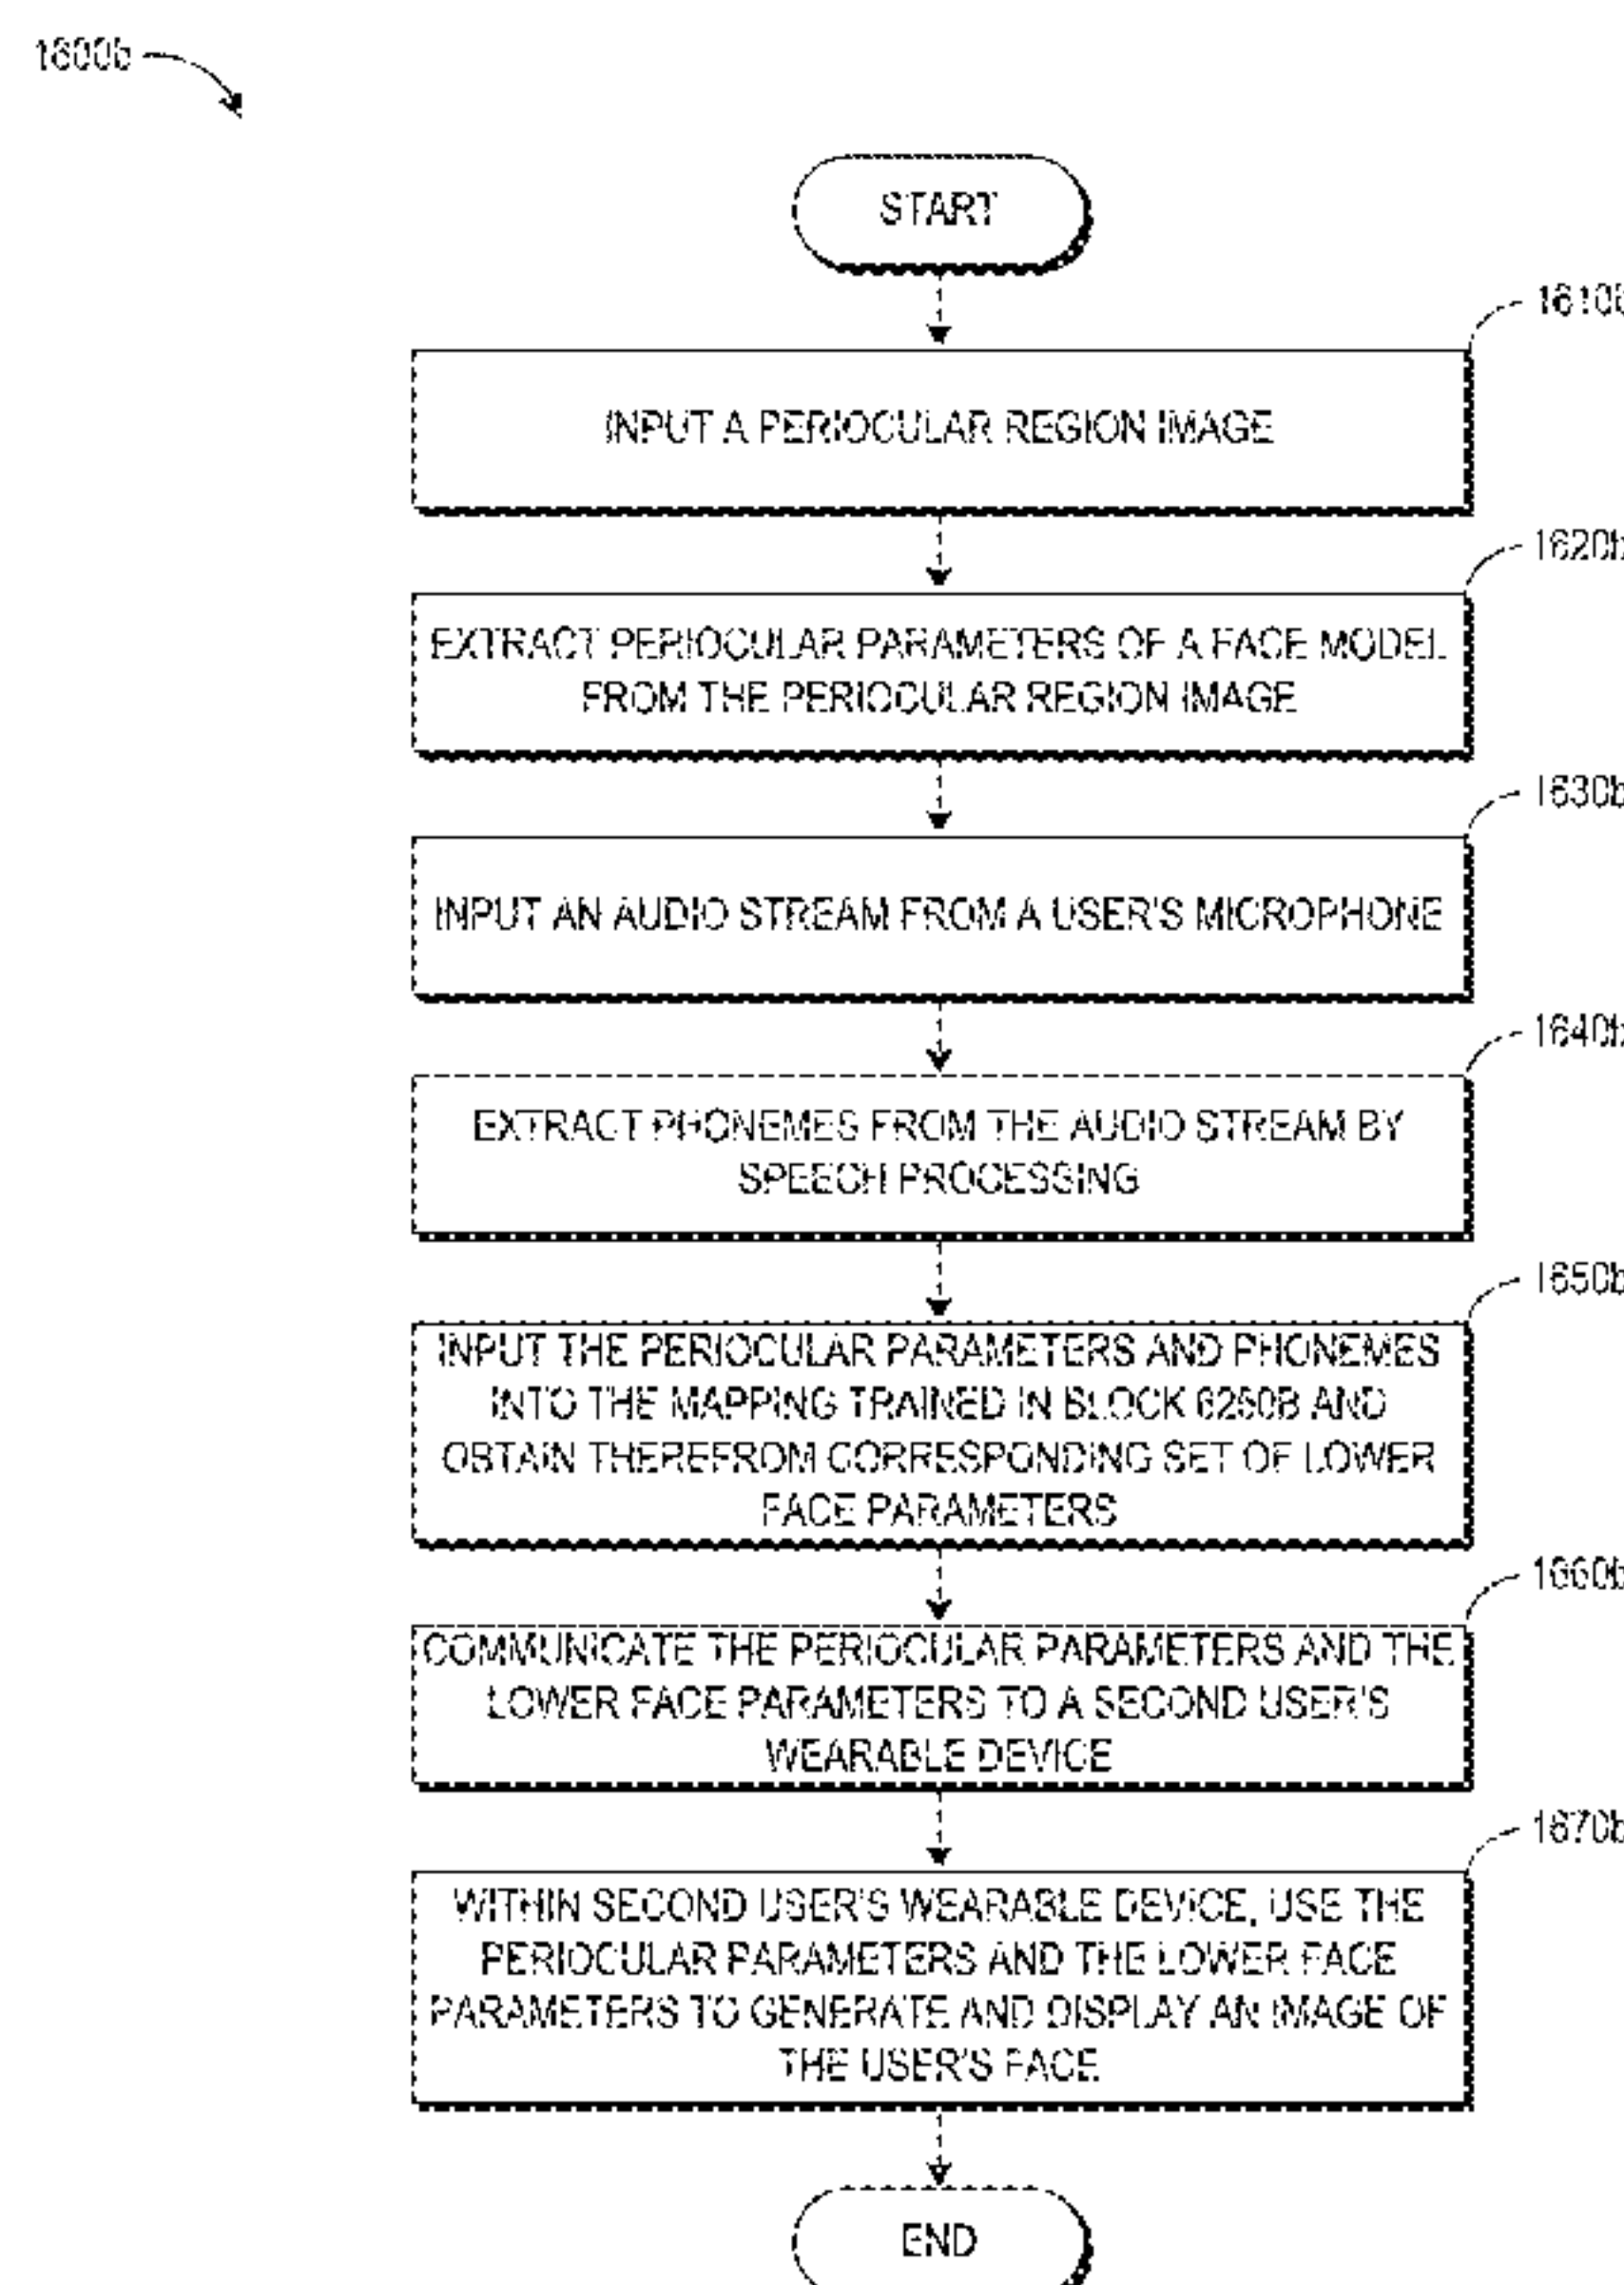 1600b
START
1610b
INPUT A PERIOCULAR REGION IMAGE
1620b
EXTRACT PERIOCULAR PARAMETERS OF A FACE MODEL
FROM THE PERIOCULAR REGION IMAGE
1630b
INPUT AN AUDIO STREAM FROM A USER'S MICROPHONE
1640b
EXTRACT PHONEMES FROM THE AUDIO STREAM BY
SPEECH PROCESSING
1650b
INPUT THE PERIOCULAR PARAMETERS AND PHONEMES
INTO THE MAPPING TRAINED IN BLOCK 6260B AND
OBTAIN THEREFROM CORRESPONDING SET OF LOWER
FACE PARAMETERS
1660b
COMMUNICATE THE PERIOCULAR PARAMETERS AND THE
LOWER FACE PARAMETERS TO A SECOND USER'S
WEARABLE DEVICE
1670b
WITHIN SECOND USER'S WEARABLE DEVICE, USE THE
PERIOCULAR PARAMETERS AND THE LOWER FACE
PARAMETERS TO GENERATE AND DISPLAY AN IMAGE OF
THE USER'S FACE
END